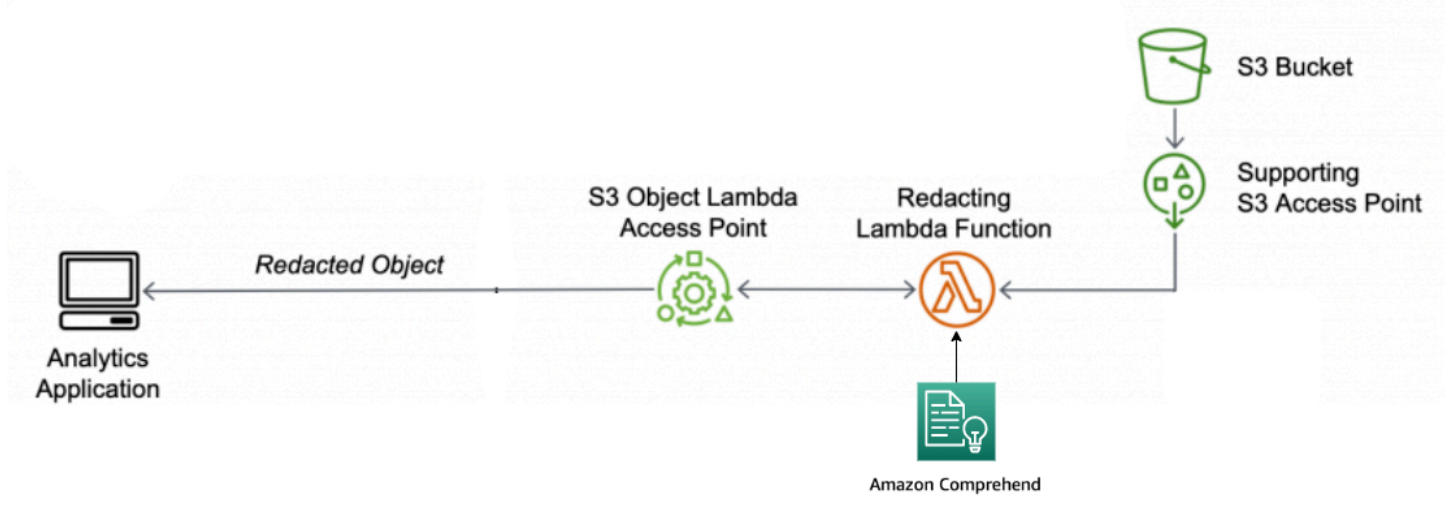 S3 Bucket
Supporting
S3 Access Point
S3 Object Lambda
Access Point
Redacting
Lambda Function
Redacted Object
Analytics
Application
Amazon Comprehend